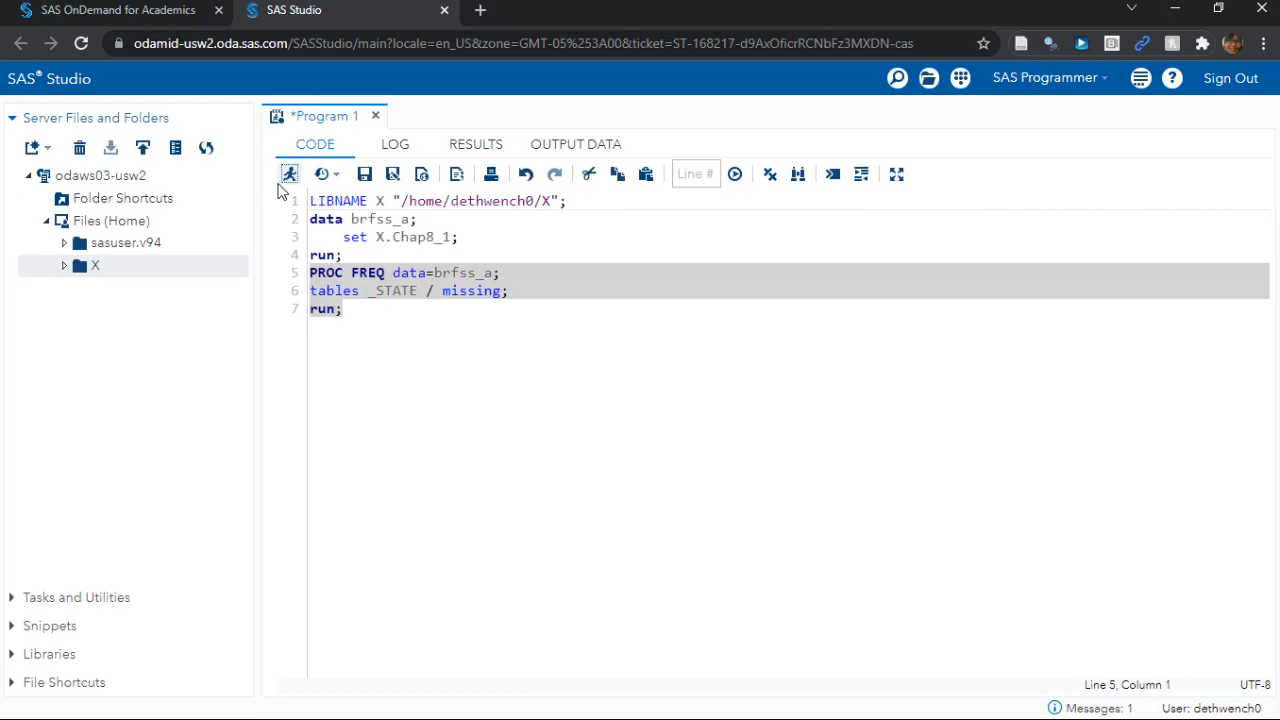 SAS OnDemand for Academics
SAS Studio
odamid-usw2.oda.sas.com/SASStudio/main?locale=en_US&zone=GMT-05%253A00&ticket=ST-168217-d9AxOficrRCNbFz3MXDN-cas
SAS® Studio
SAS Programmer
Sign Out
Server Files and Folders
odaws03-usw2
Folder Shortcuts
Files (Home)
sasuser.v94
X
Tasks and Utilities
Snippets
Libraries
File Shortcuts
*Program 1
CODE LOG RESULTS OUTPUT DATA
Line #
1 LIBNAME X "/home/dethwench0/X";
2 data brfss_a;
3 set X.Chap8_1;
4 run;
5 PROC FREQ data=brfss_a;
6 tables _STATE / missing;
7 run;
Line 5, Column 1 UTF-8
Messages: 1 User: dethwench0